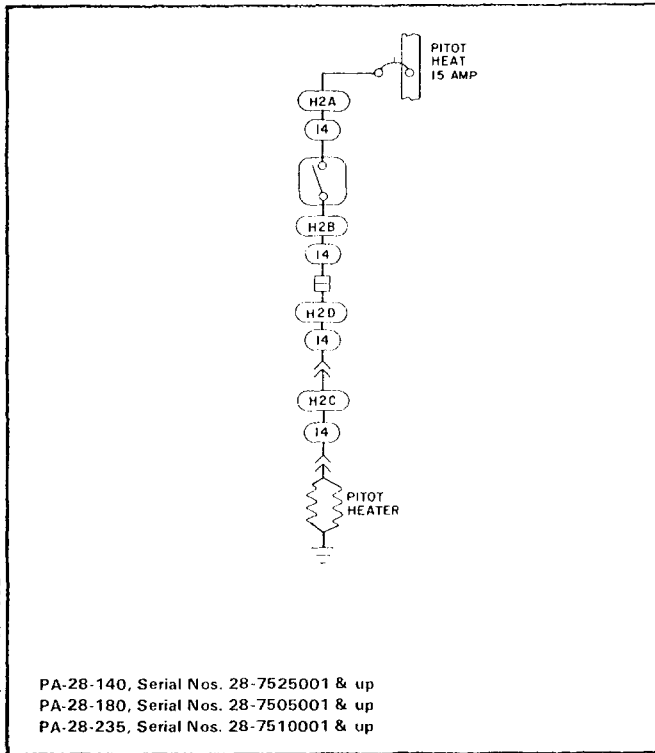 PITOT
HEAT
15 AMP
H2A
14
H2B
14
H2D
14
H2C
14
PITOT
HEATER
PA-28-140, Serial Nos. 28-7525001 & up
PA-28-180, Serial Nos. 28-7505001 & up
PA-28-235, Serial Nos. 28-7510001 & up